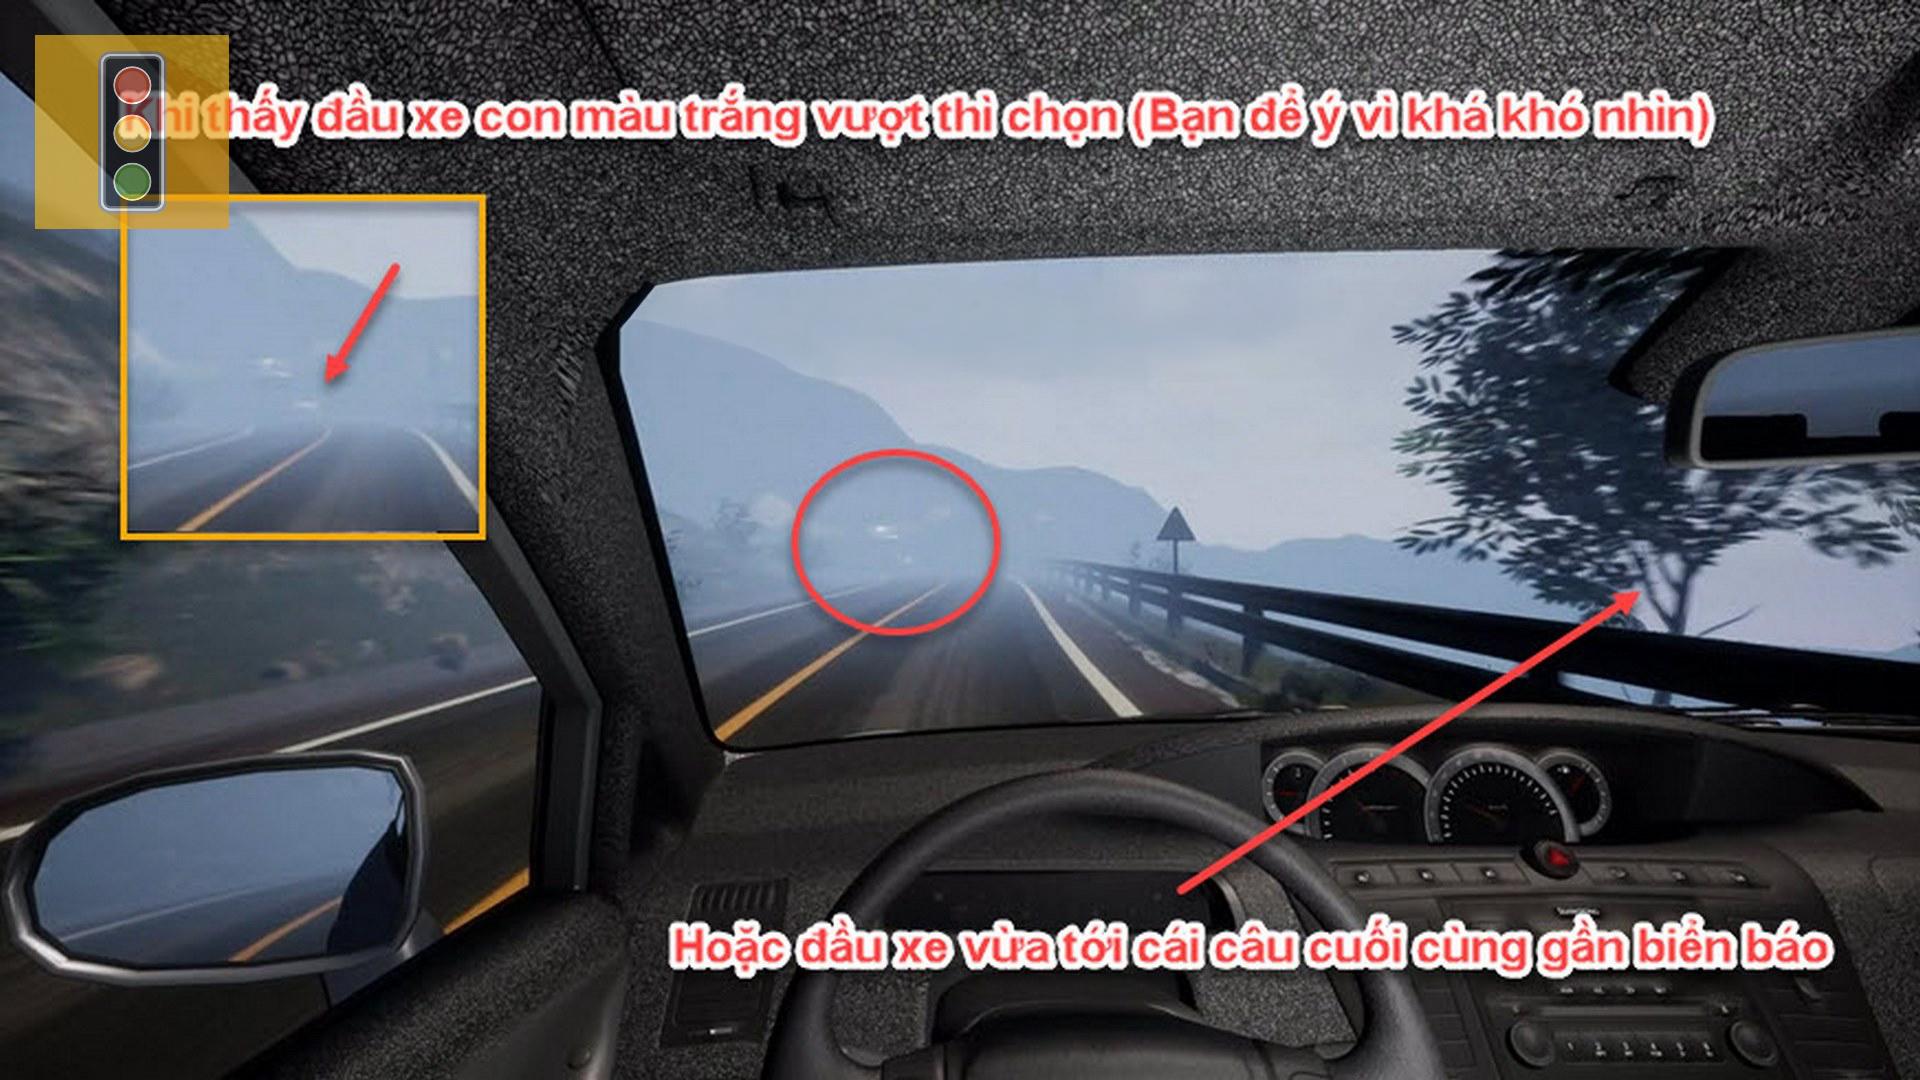 Khi thấy đầu xe con màu trắng vượt thì chọn (Bạn để ý vì khá khó nhìn)
Hoặc đầu xe vừa tới cái câu cuối cùng gần biển báo